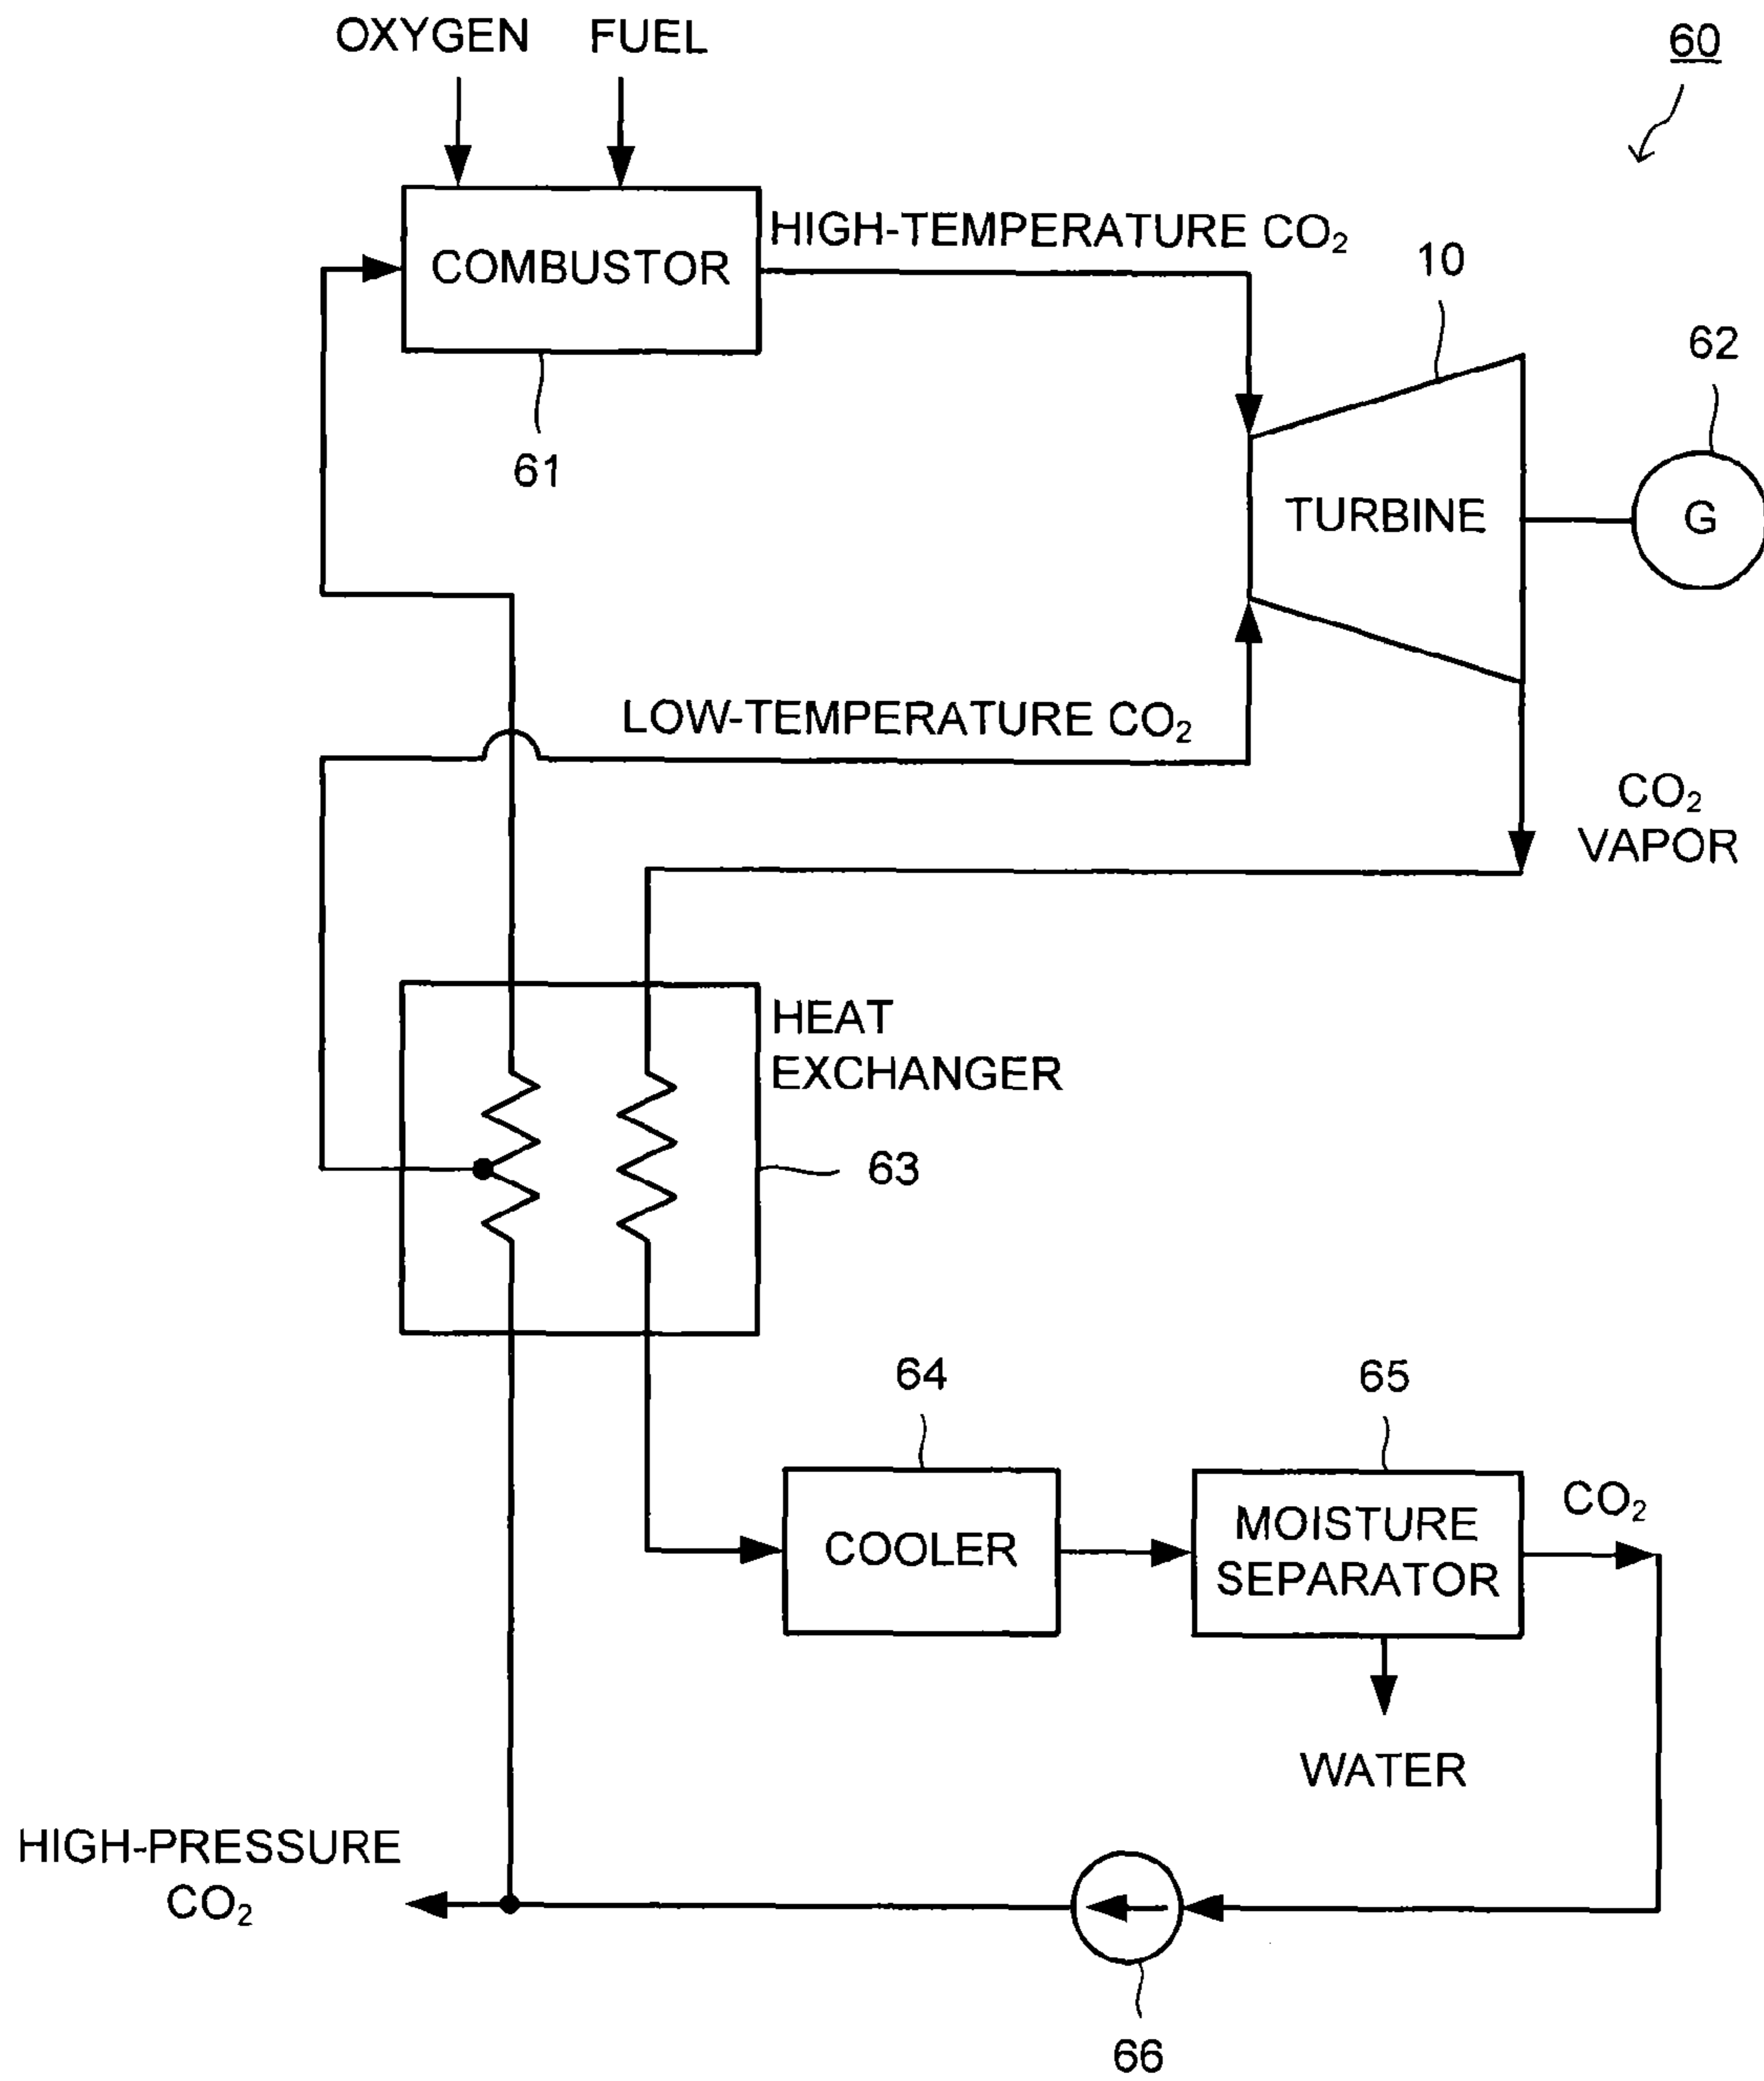 OXYGEN
FUEL
60
COMBUSTOR
HIGH-TEMPERATURE CO₂
10
61
62
TURBINE
G
LOW-TEMPERATURE CO₂
CO₂
VAPOR
HEAT
EXCHANGER
63
64
65
COOLER
MOISTURE
SEPARATOR
CO₂
WATER
HIGH-PRESSURE
CO₂
66